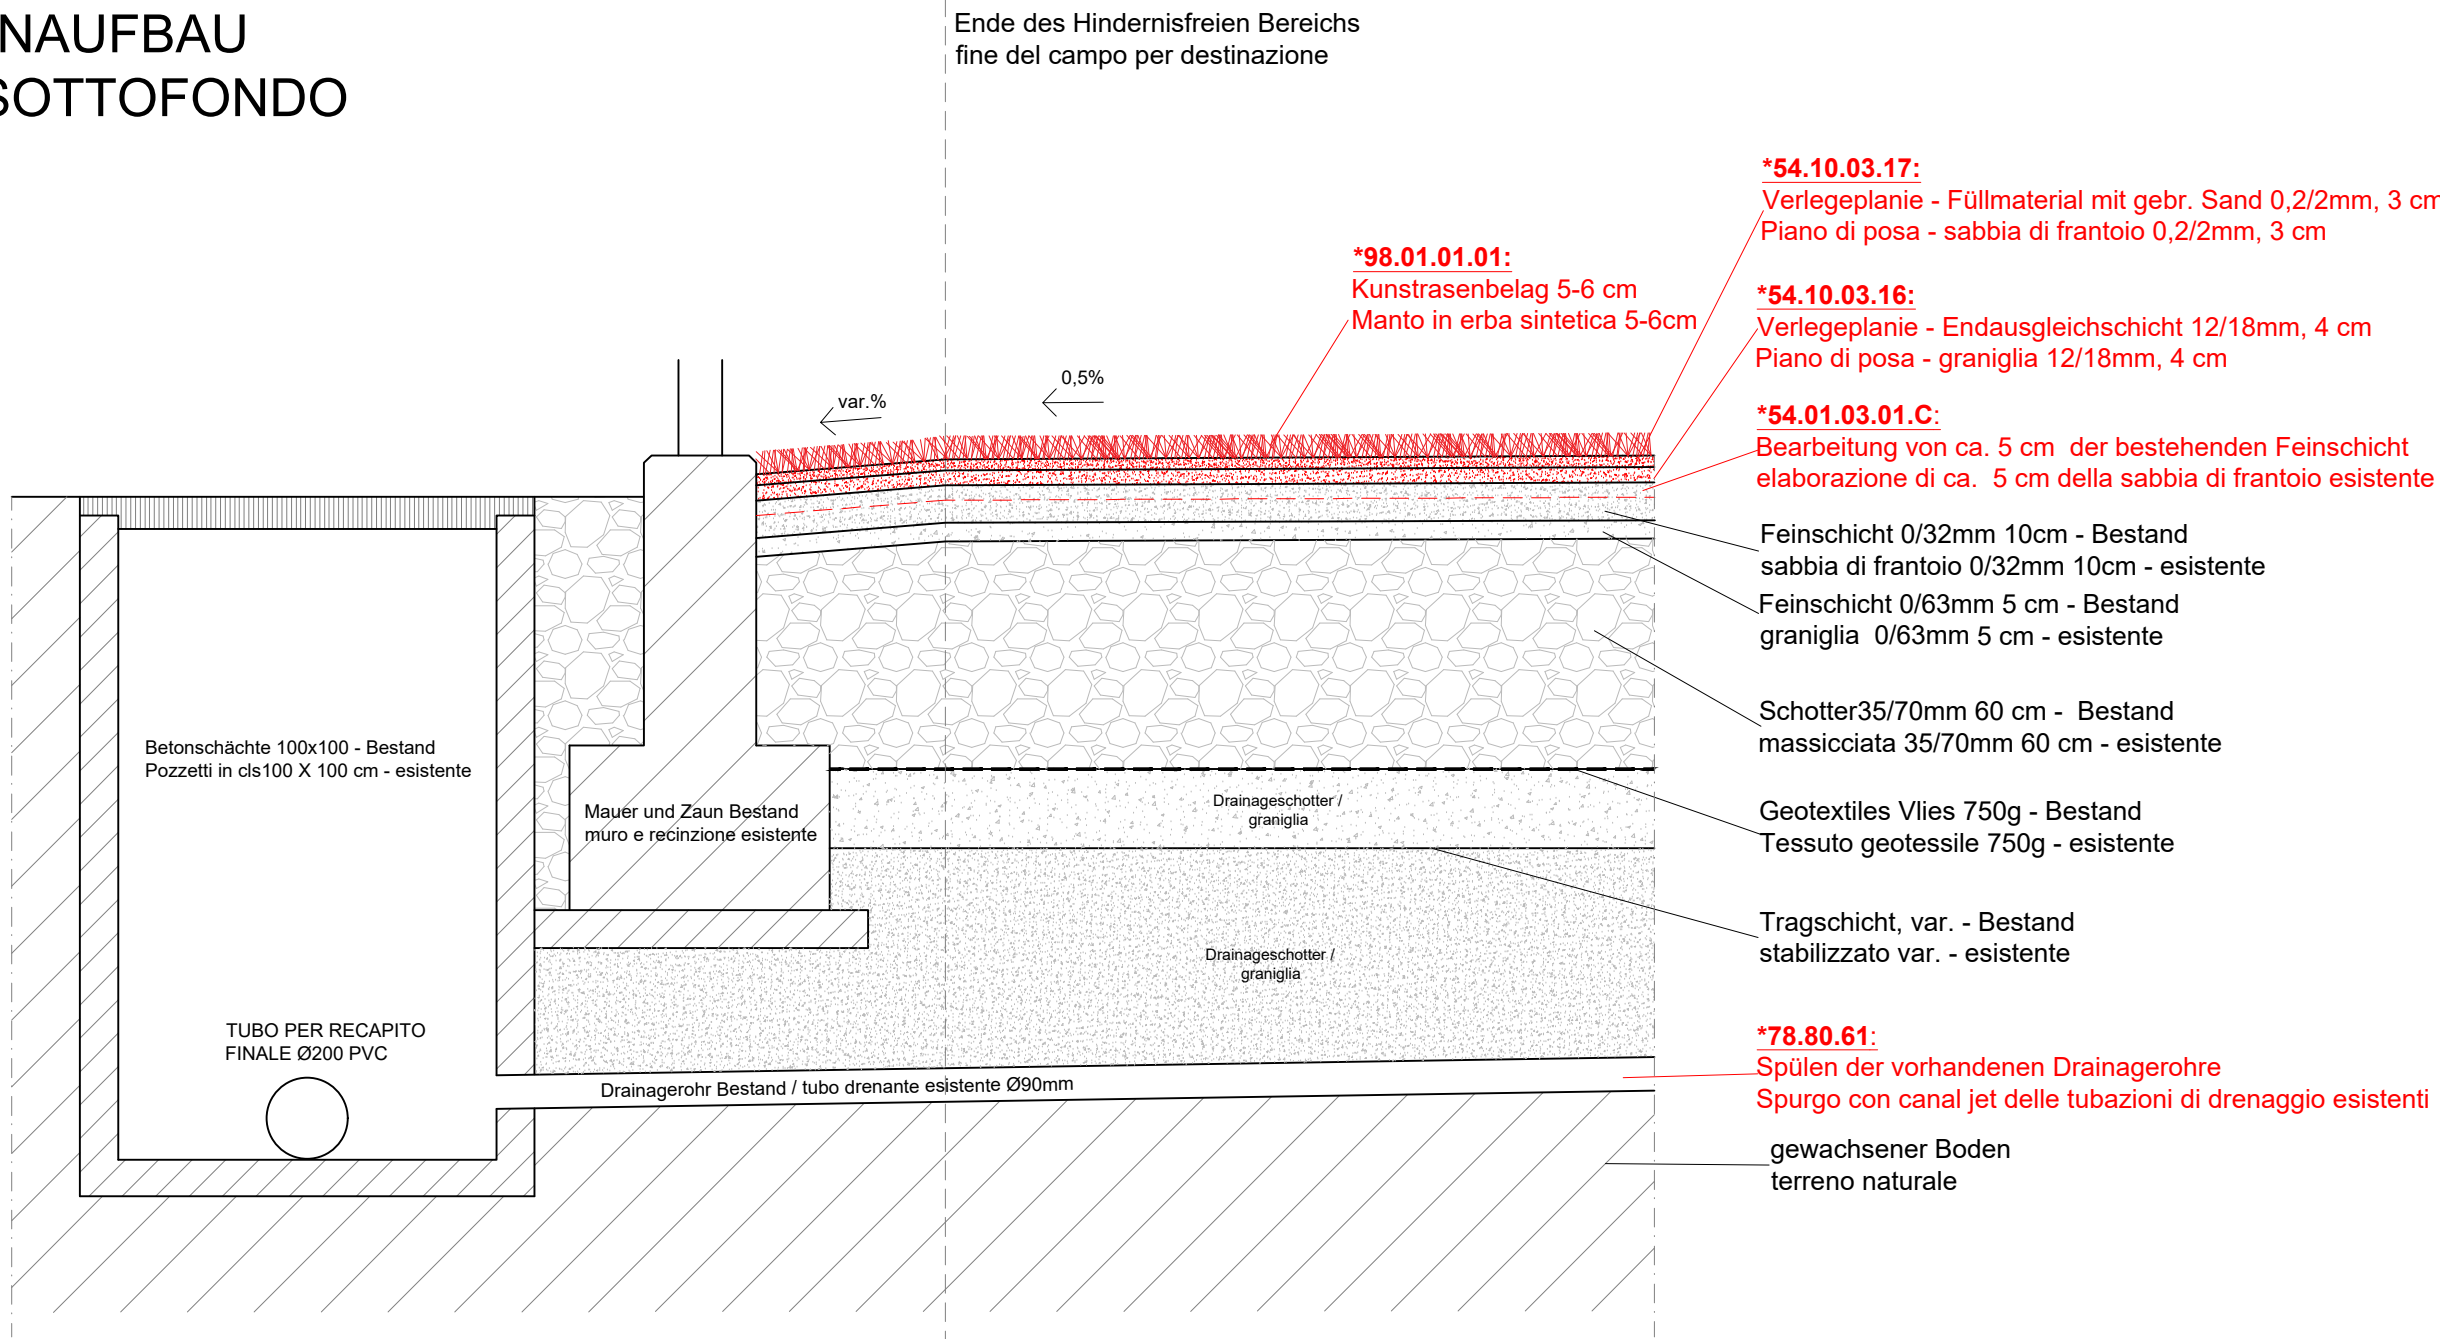 NAUFBAU
SOTTOFONDO
Ende des Hindernisfreien Bereichs
fine del campo per destinazione
*54.10.03.17:
Verlegeplanie - Füllmaterial mit gebr. Sand 0,2/2mm, 3 cm
Piano di posa - sabbia di frantoio 0,2/2mm, 3 cm
*98.01.01.01:
Kunstrasenbelag 5-6 cm
Manto in erba sintetica 5-6cm
*54.10.03.16:
Verlegeplanie - Endausgleichschicht 12/18mm, 4 cm
Piano di posa - graniglia 12/18mm, 4 cm
0,5%
var.%
*54.01.03.01.C:
Bearbeitung von ca. 5 cm der bestehenden Feinschicht
elaborazione di ca. 5 cm della sabbia di frantoio esistente
Feinschicht 0/32mm 10cm - Bestand
sabbia di frantoio 0/32mm 10cm - esistente
Feinschicht 0/63mm 5 cm - Bestand
graniglia 0/63mm 5 cm - esistente
Schotter35/70mm 60 cm - Bestand
massicciata 35/70mm 60 cm - esistente
Betonschächte 100x100 - Bestand
Pozzetti in cls100 X 100 cm - esistente
Mauer und Zaun Bestand
muro e recinzione esistente
Drainageschotter /
graniglia
Geotextiles Vlies 750g - Bestand
Tessuto geotessile 750g - esistente
Tragschicht, var. - Bestand
stabilizzato var. - esistente
Drainageschotter /
graniglia
TUBO PER RECAPITO
FINALE Ø200 PVC
Drainagerohr Bestand / tubo drenante esistente Ø90mm
*78.80.61:
Spülen der vorhandenen Drainagerohre
Spurgo con canal jet delle tubazioni di drenaggio esistenti
gewachsener Boden
terreno naturale